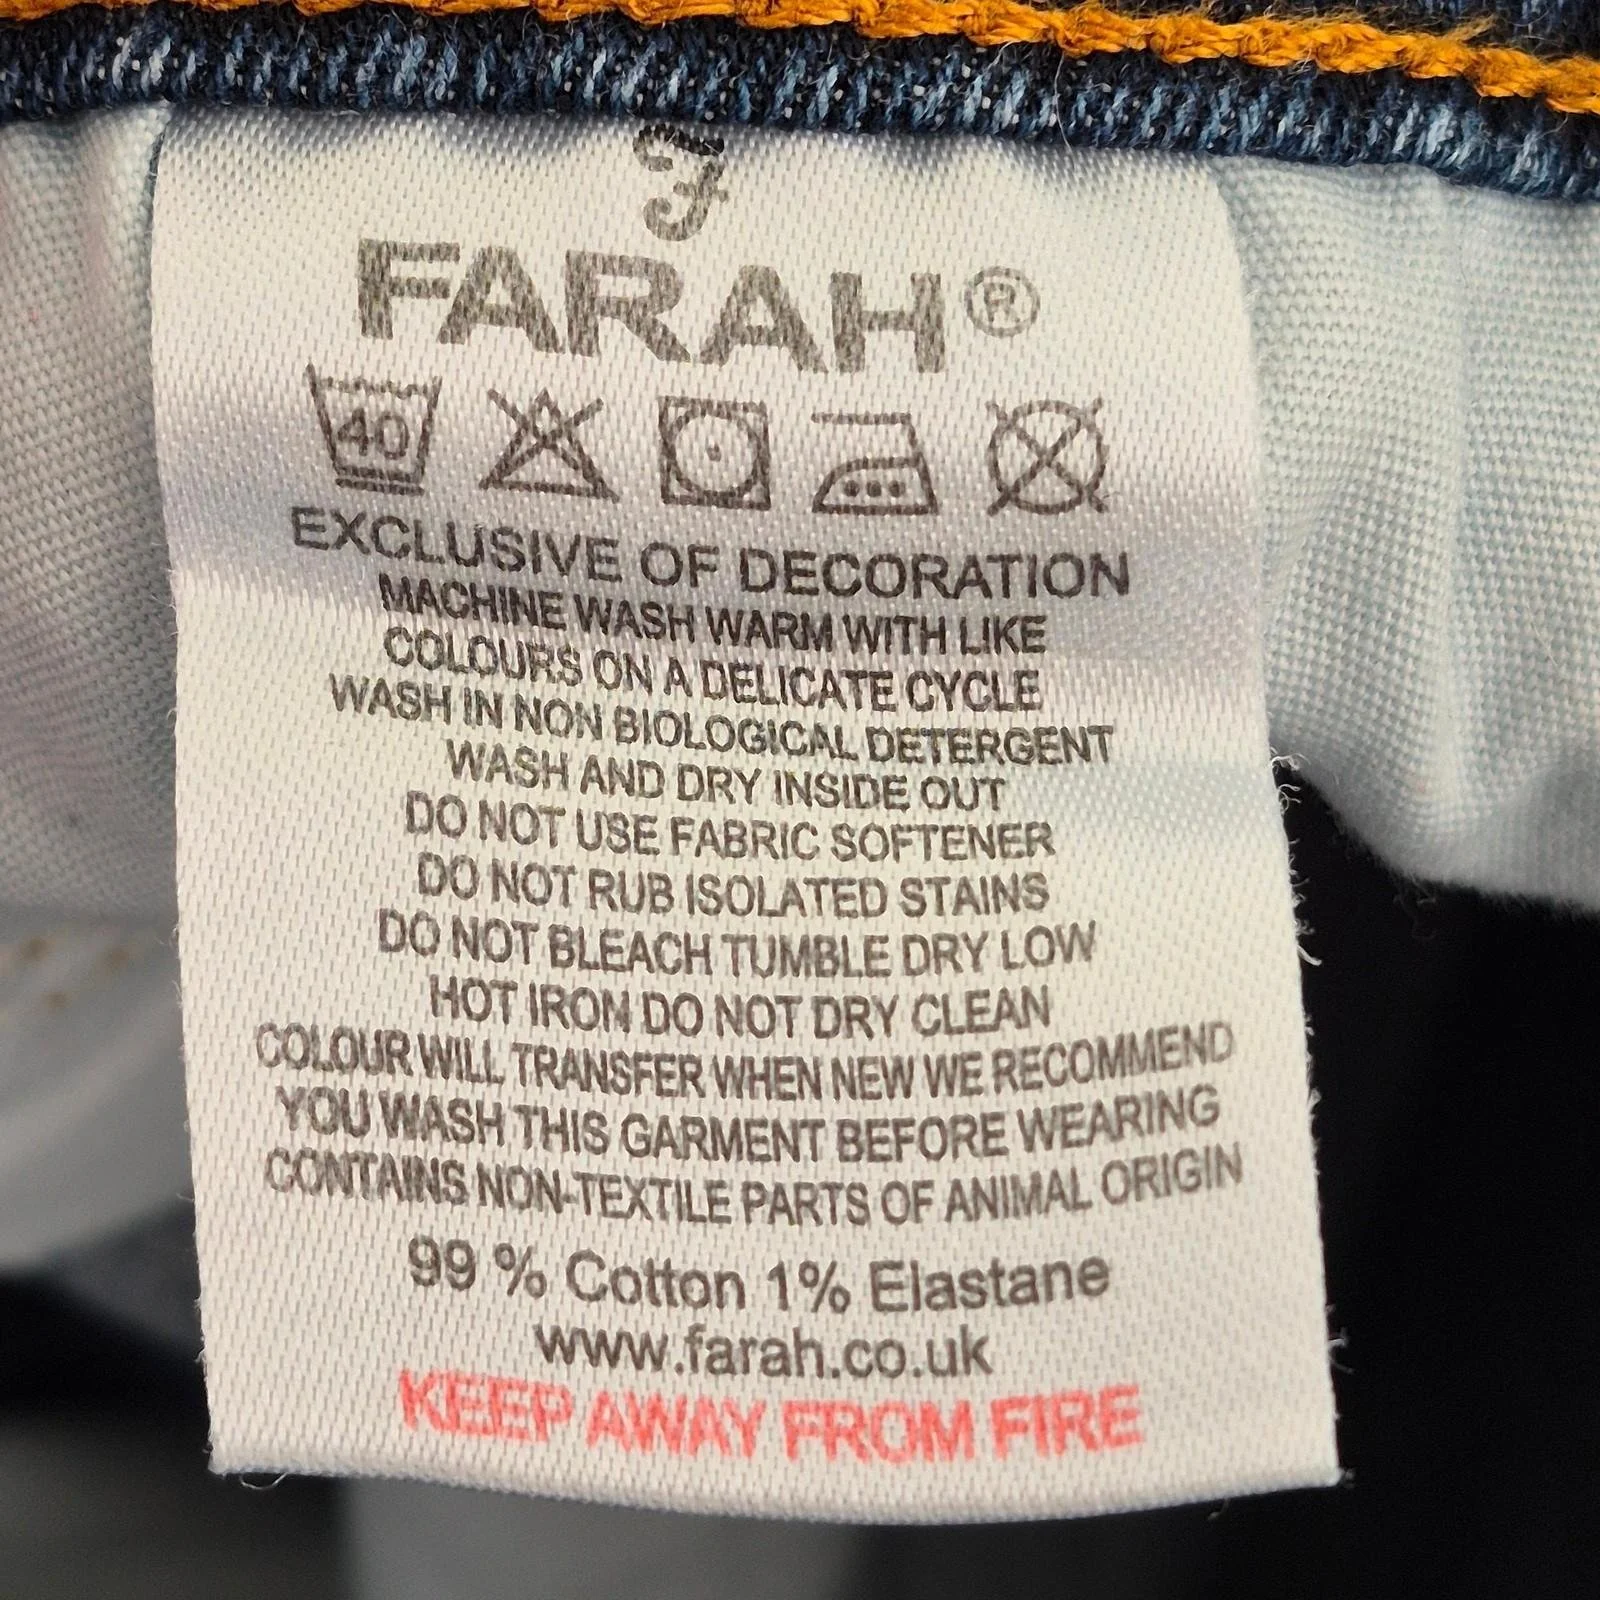 F
FARAH®
40
EXCLUSIVE OF DECORATION
MACHINE WASH WARM WITH LIKE
COLOURS ON A DELICATE CYCLE
WASH IN NON BIOLOGICAL DETERGENT
WASH AND DRY INSIDE OUT
DO NOT USE FABRIC SOFTENER
DO NOT RUB ISOLATED STAINS
DO NOT BLEACH TUMBLE DRY LOW
HOT IRON DO NOT DRY CLEAN
COLOUR WILL TRANSFER WHEN NEW WE RECOMMEND
YOU WASH THIS GARMENT BEFORE WEARING
CONTAINS NON-TEXTILE PARTS OF ANIMAL ORIGIN
99 % Cotton 1% Elastane
www.farah.co.uk
KEEP AWAY FROM FIRE